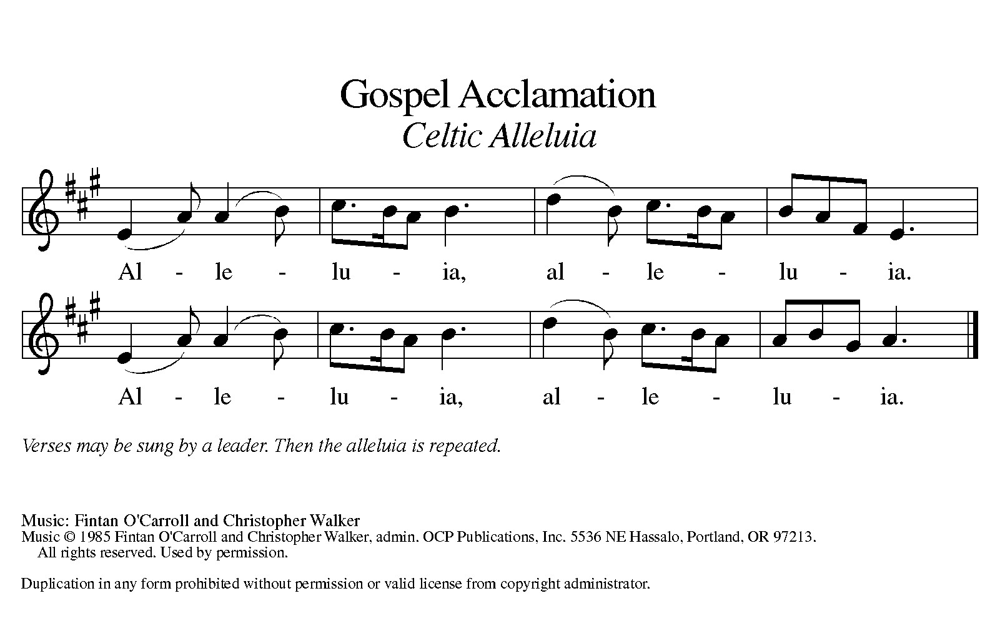 Gospel Acclamation
Celtic Alleluia
Al - le - lu - ia, al - le - lu - ia.
Al - le - lu - ia, al - le - lu - ia.
Verses may be sung by a leader. Then the alleluia is repeated.
Music: Fintan O'Carroll and Christopher Walker
Music © 1985 Fintan O'Carroll and Christopher Walker, admin. OCP Publications, Inc. 5536 NE Hassalo, Portland, OR 97213.
All rights reserved. Used by permission.
Duplication in any form prohibited without permission or valid license from copyright administrator.